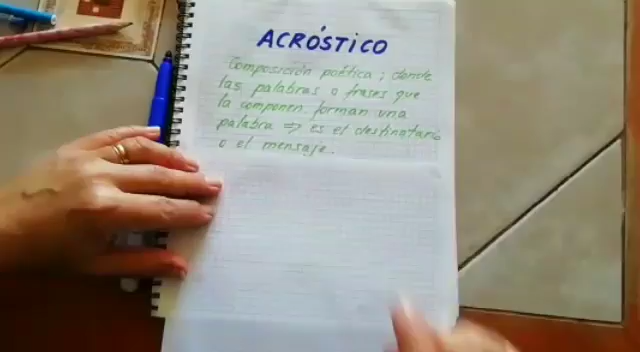 ACRÓSTICO
Composición poética; donde
las palabras o frases que
la componen forman una
palabra => es el destinatario
o el mensaje.